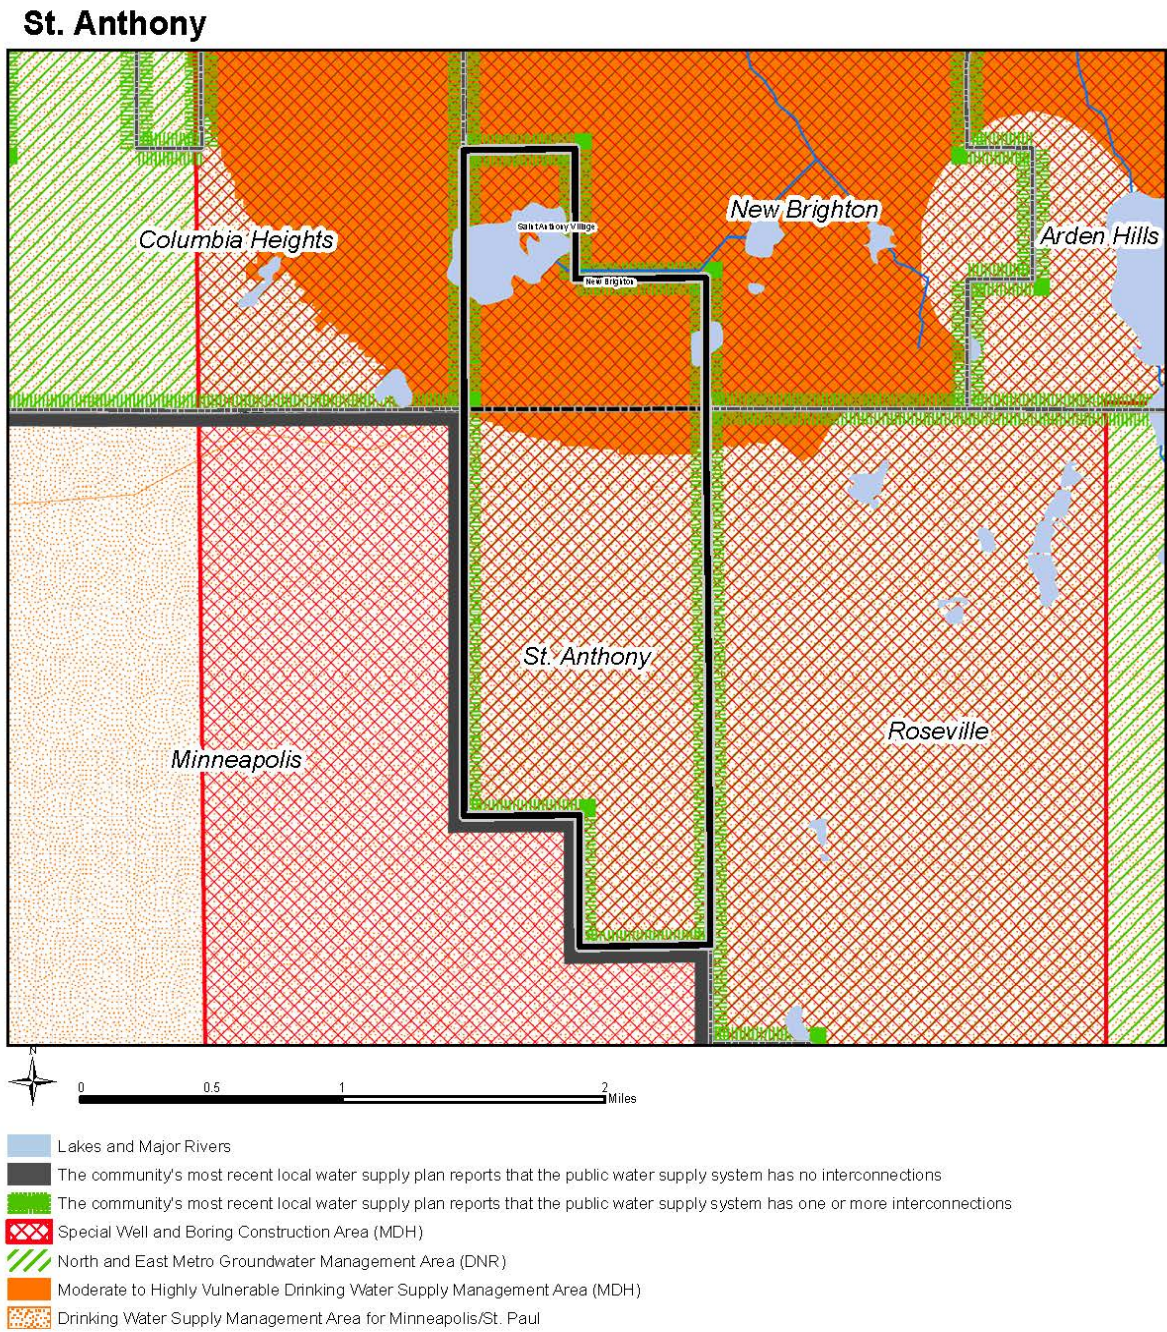 St. Anthony
New Brighton
Columbia Heights
Arden Hills
Saint Anthony Village
New Brighton
St. Anthony
Roseville
Minneapolis
N
0 0.5 1 2
Miles
Lakes and Major Rivers
The community's most recent local water supply plan reports that the public water supply system has no interconnections
The community's most recent local water supply plan reports that the public water supply system has one or more interconnections
Special Well and Boring Construction Area (MDH)
North and East Metro Groundwater Management Area (DNR)
Moderate to Highly Vulnerable Drinking Water Supply Management Area (MDH)
Drinking Water Supply Management Area for Minneapolis/St. Paul